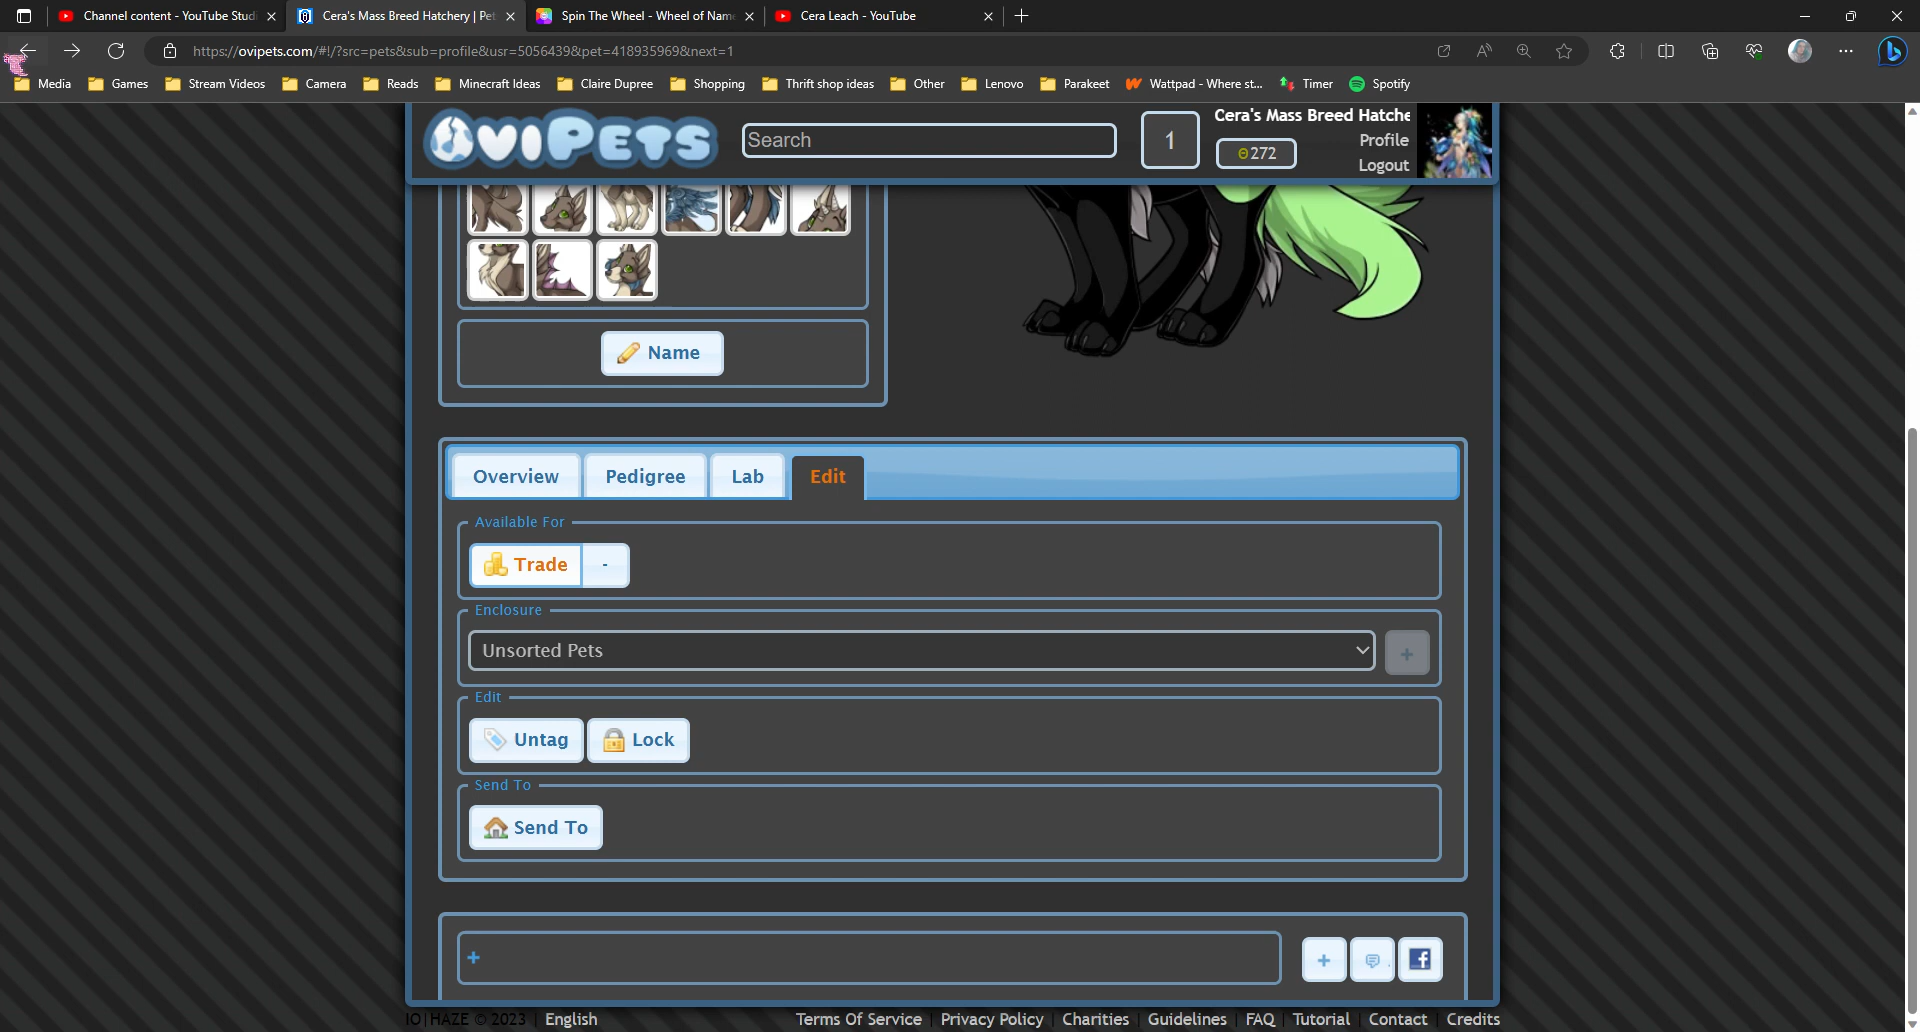 Channel content - YouTube Studi
Cera's Mass Breed Hatchery | Pet
Spin The Wheel - Wheel of Name
Cera Leach - YouTube
https://ovipets.com/#!/?src=pets&sub=profile&usr=5056439&pet=418935969&next=1
Media
Games
Stream Videos
Camera
Reads
Minecraft Ideas
Claire Dupree
Shopping
Thrift shop ideas
Other
Lenovo
Parakeet
Wattpad - Where st...
Timer
Spotify
OviPets
Search
1
Cera's Mass Breed Hatche
272
Profile
Logout
Name
Overview
Pedigree
Lab
Edit
Available For
Trade
-
Enclosure
Unsorted Pets
+
Edit
Untag
Lock
Send To
Send To
+
+
IO|HAZE © 2023
English
Terms Of Service
Privacy Policy
Charities
Guidelines
FAQ
Tutorial
Contact
Credits